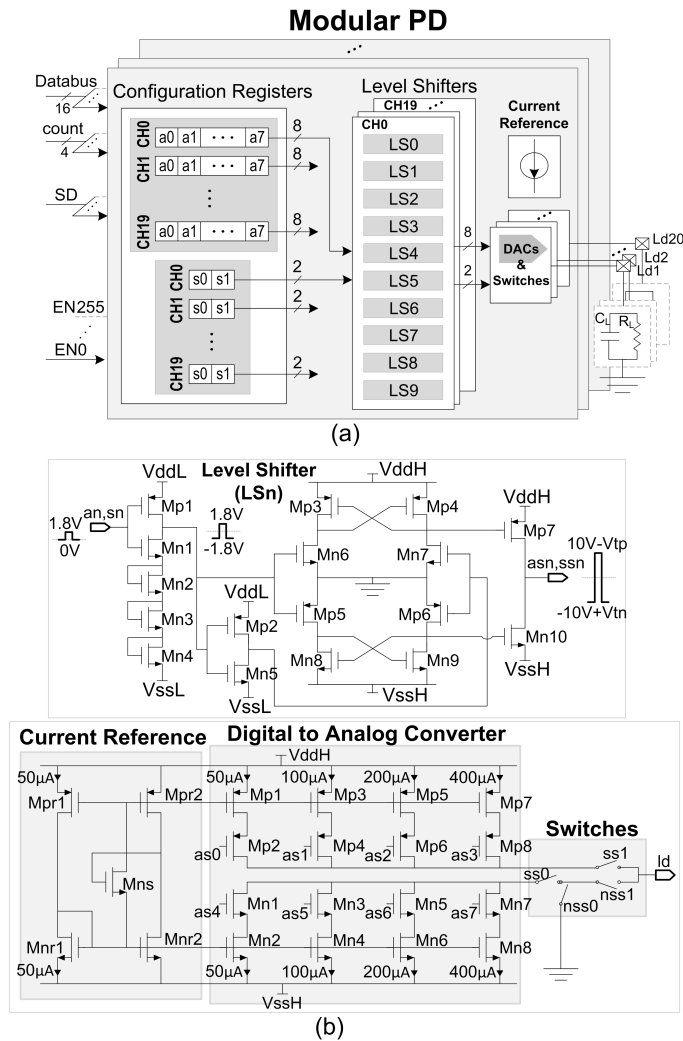 Modular PD
Databus
16
count
4
SD
EN255
EN0
Configuration Registers
CH0 a0 a1 ··· a7 8
CH1 a0 a1 ··· a7 8
CH19 a0 a1 ··· a7 8
CH0 s0 s1 2
CH1 s0 s1 2
CH19 s0 s1 2
Level Shifters
CH19
CH0
LS0
LS1
LS2
LS3
LS4
LS5
LS6
LS7
LS8
LS9
8
2
Current
Reference
DACs
&
Switches
Ld20
Ld2
Ld1
CL RL
(a)
Level Shifter
(LSn)
an,sn
1.8V
0V
VddL
Mp1
Mn1
Mn2
Mn3
Mn4
VssL
1.8V
-1.8V
VddL
Mp2
Mn5
VssL
VddH
Mp3 Mp4
Mn6 Mn7
Mp5 Mp6
Mn8 Mn9
VssH
VddH
Mp7
asn,ssn
Mn10
VssH
10V-Vtp
-10V+Vtn
Current Reference
Digital to Analog Converter
VddH
50µA 50µA 100µA 200µA 400µA
Mpr1 Mpr2 Mp1 Mp3 Mp5 Mp7
as0 Mp2 as1 Mp4 as2 Mp6 as3 Mp8
Mns
Switches
ss1
ss0
Id
nss1
nss0
as4 Mn1 as5 Mn3 as6 Mn5 as7 Mn7
Mnr1 Mnr2 Mn2 Mn4 Mn6 Mn8
50µA 50µA 100µA 200µA 400µA
VssH
(b)